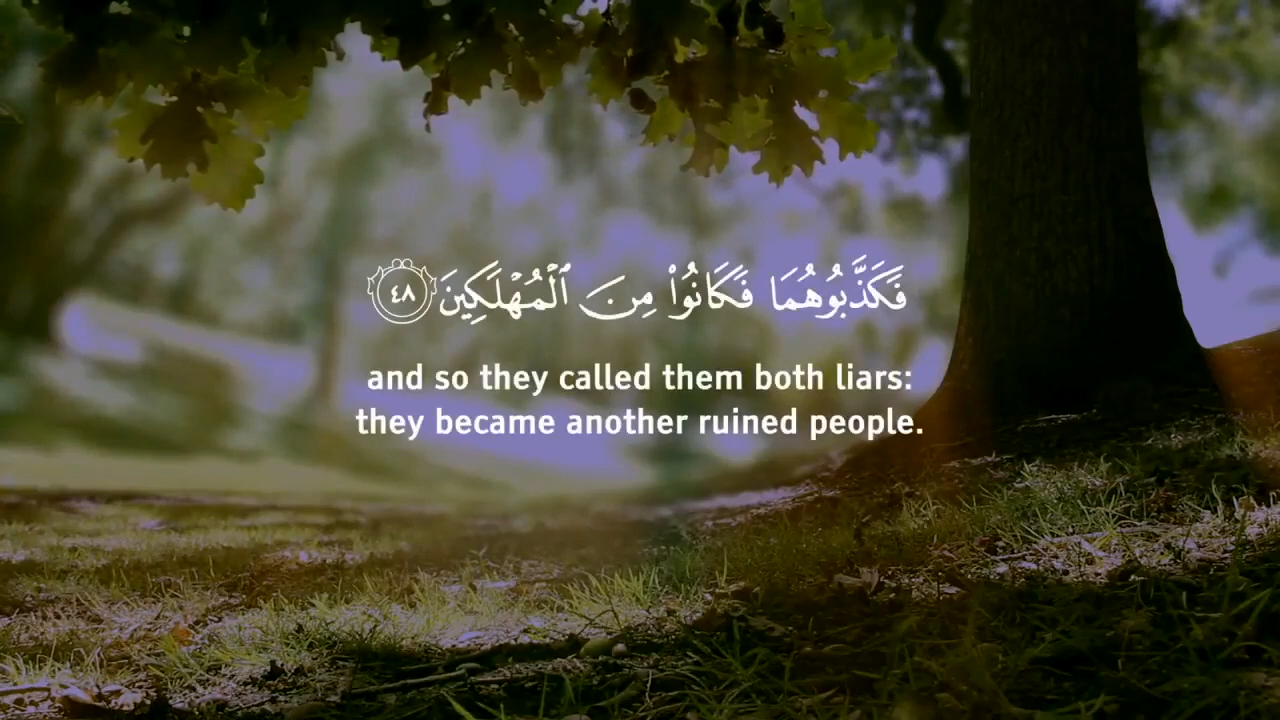 فَكَذَّبُوهُمَا فَكَانُوا۟ مِنَ ٱلْمُهْلَكِينَ ٤٨
and so they called them both liars:
they became another ruined people.